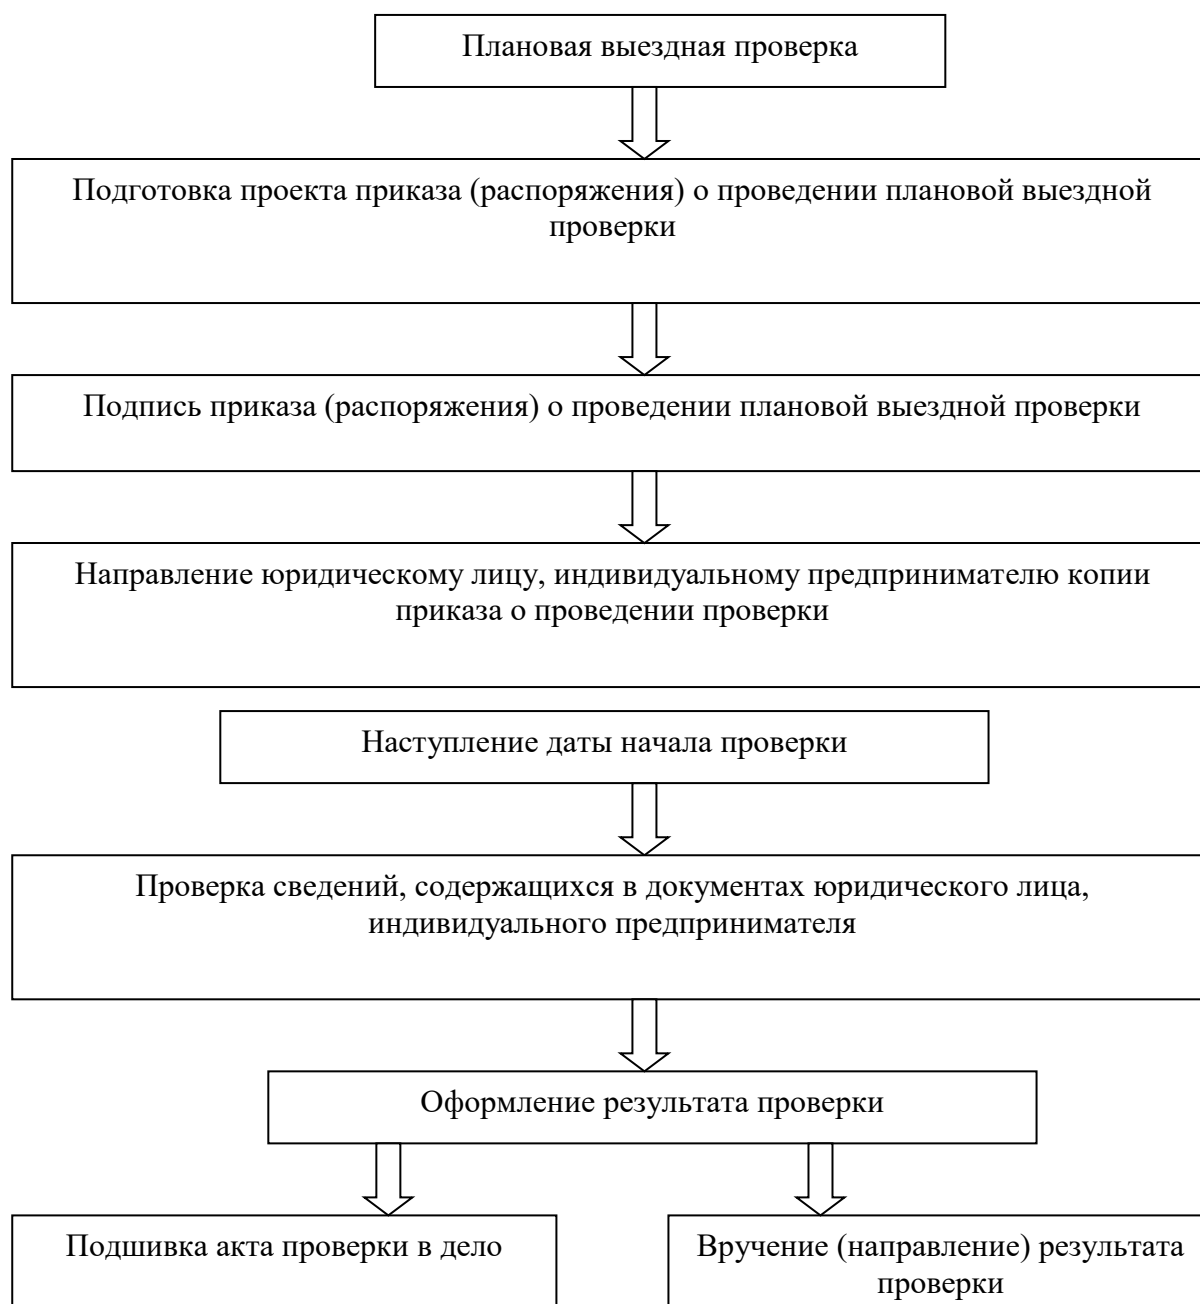 Плановая выездная проверка
Подготовка проекта приказа (распоряжения) о проведении плановой выездной
проверки
Подпись приказа (распоряжения) о проведении плановой выездной проверки
Направление юридическому лицу, индивидуальному предпринимателю копии
приказа о проведении проверки
Наступление даты начала проверки
Проверка сведений, содержащихся в документах юридического лица,
индивидуального предпринимателя
Оформление результата проверки
Подшивка акта проверки в дело
Вручение (направление) результата
проверки